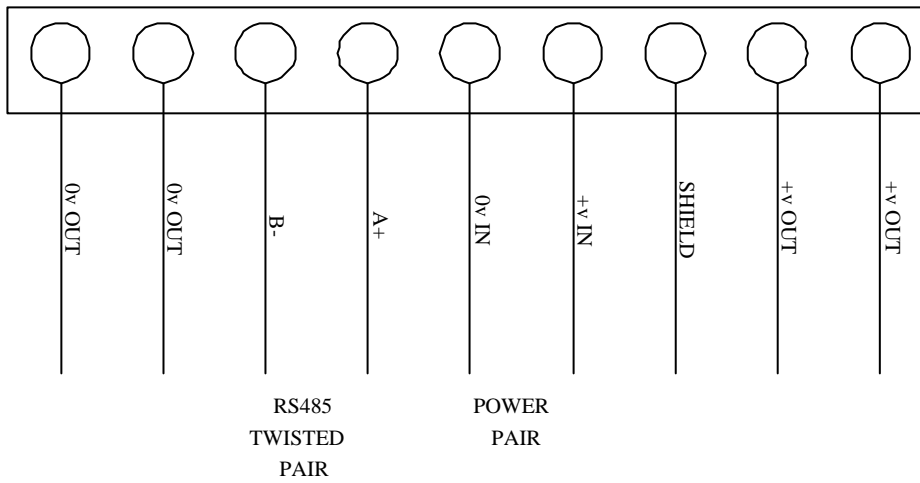 0v OUT
0v OUT
B-
A+
0v IN
+v IN
SHIELD
+v OUT
+v OUT
RS485
TWISTED
PAIR
POWER
PAIR